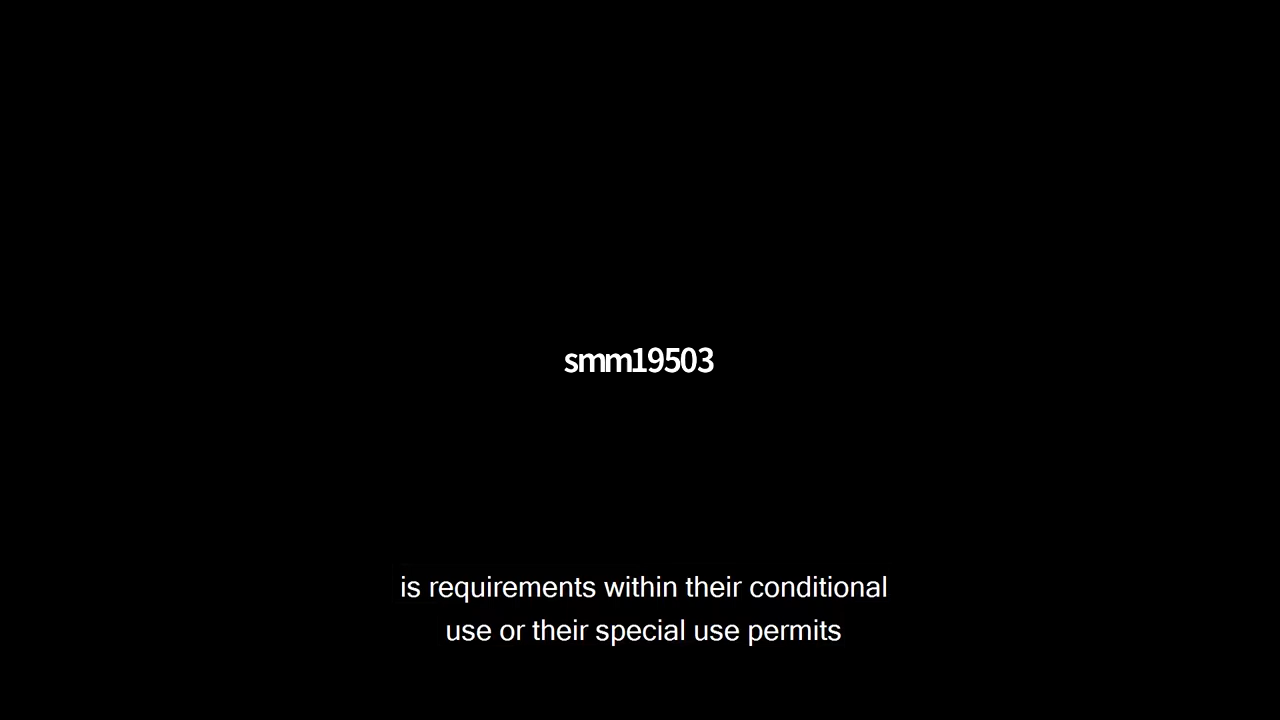 smm19503
is requirements within their conditional
use or their special use permits